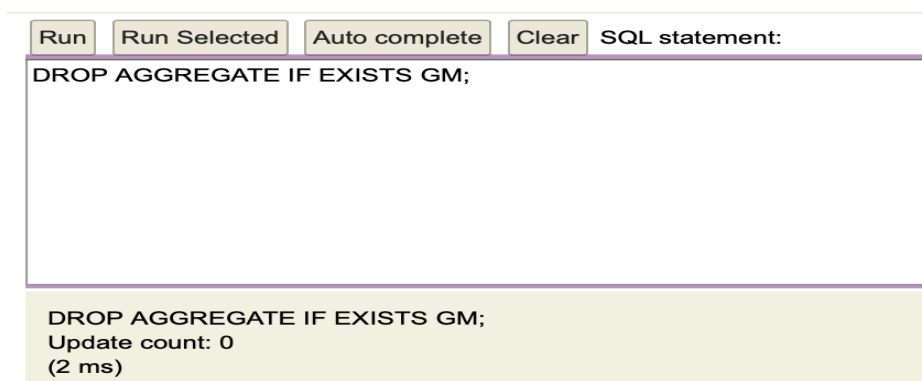 Run Run Selected Auto complete Clear SQL statement:
DROP AGGREGATE IF EXISTS GM;
DROP AGGREGATE IF EXISTS GM;
Update count: 0
(2 ms)